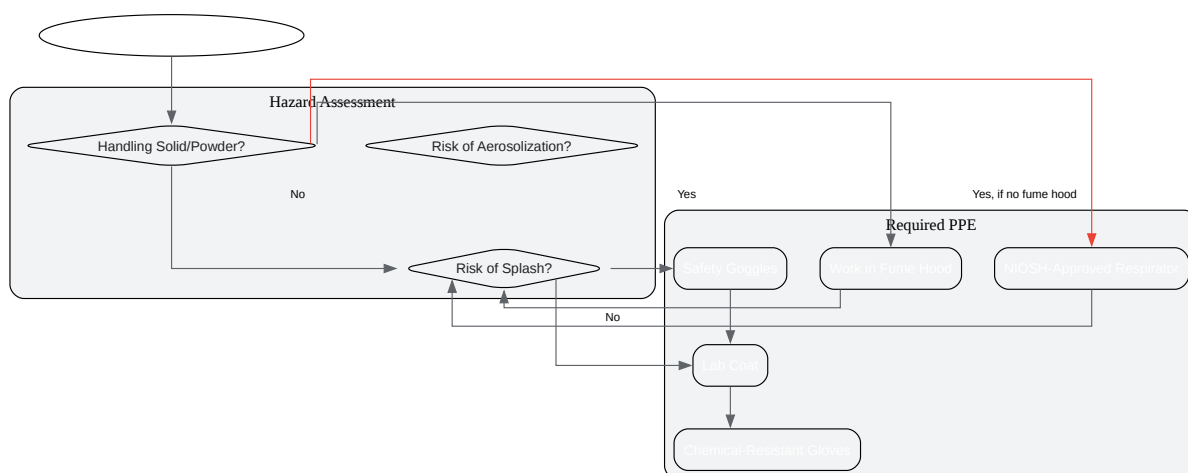 Hazard Assessment
Handling Solid/Powder?
Risk of Aerosolization?
No
Yes
Yes, if no fume hood
Required PPE
Risk of Splash?
Safety Goggles
Work in Fume Hood
NIOSH-Approved Respirator
No
Lab Coat
Chemical-Resistant Gloves